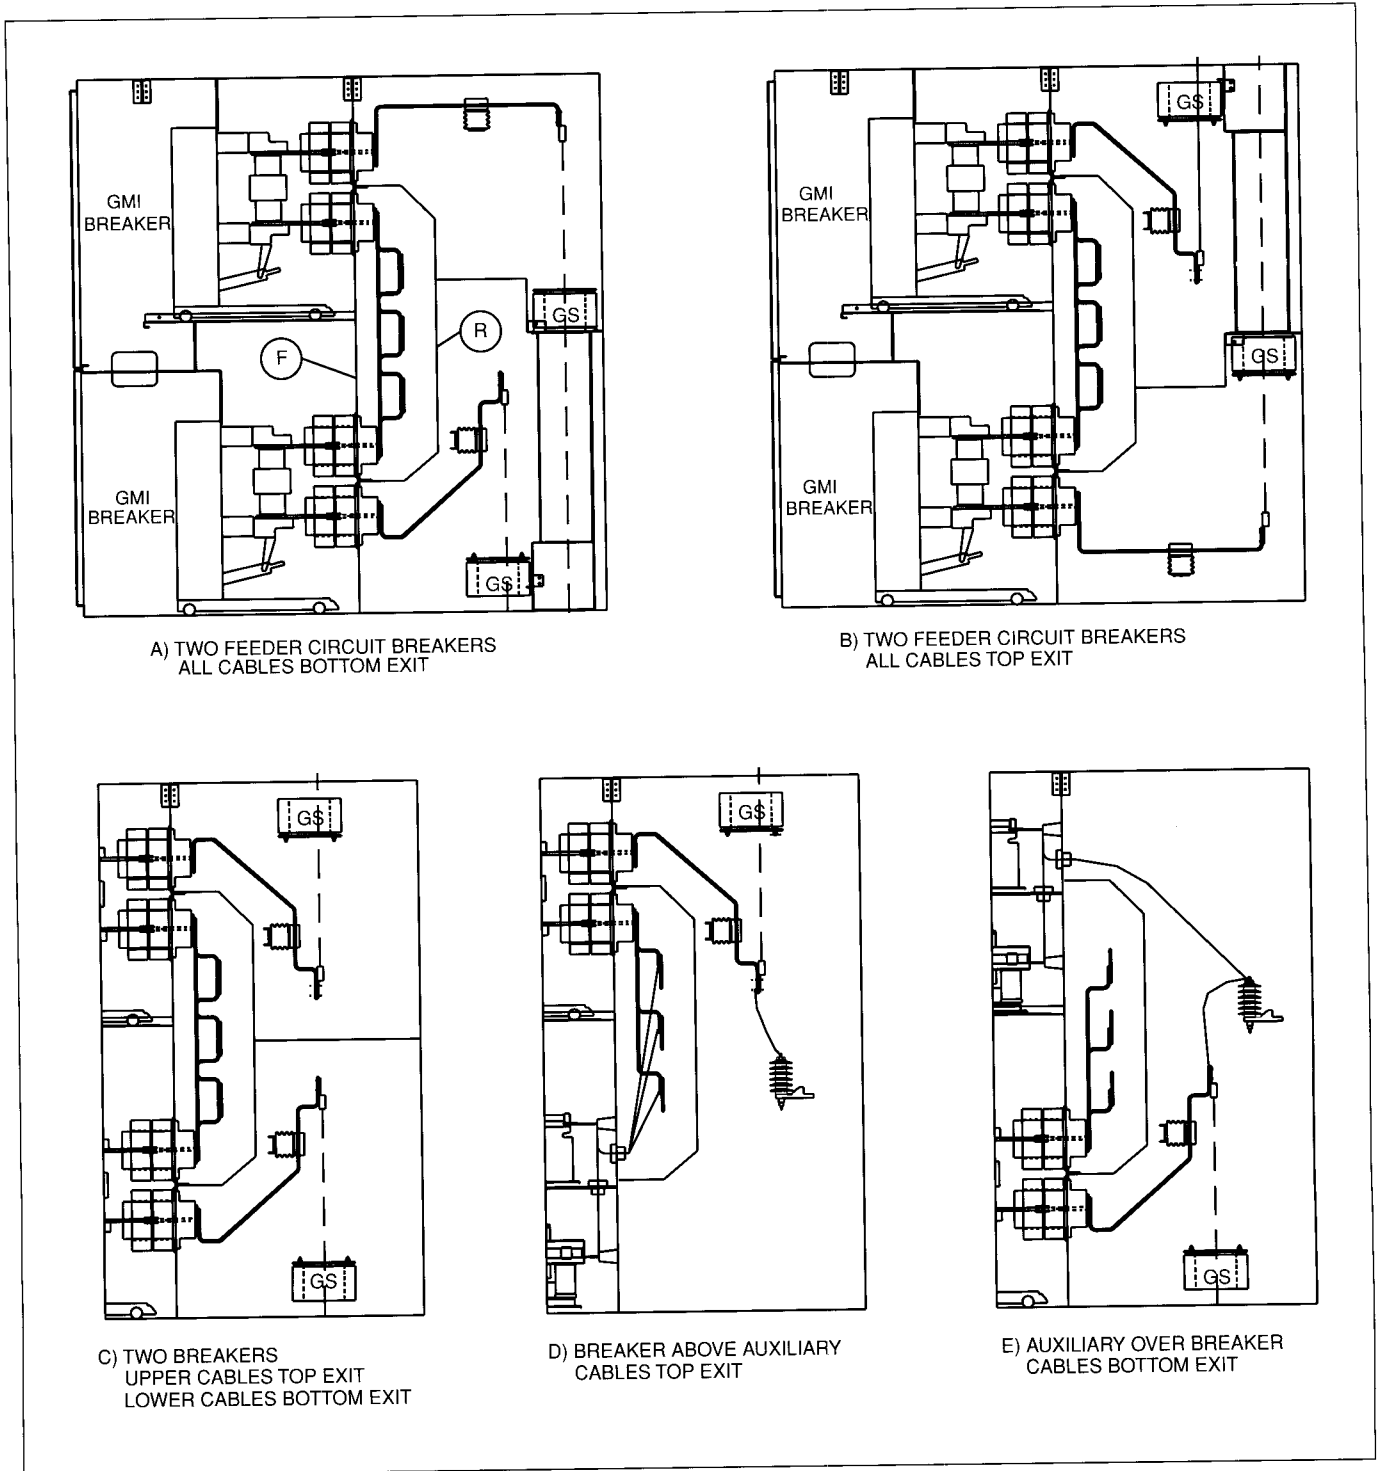 GMI
BREAKER
GS
R
F
GMI
BREAKER
GS
A) TWO FEEDER CIRCUIT BREAKERS
ALL CABLES BOTTOM EXIT
GS
GMI
BREAKER
GS
GMI
BREAKER
B) TWO FEEDER CIRCUIT BREAKERS
ALL CABLES TOP EXIT
GS
GS
C) TWO BREAKERS
UPPER CABLES TOP EXIT
LOWER CABLES BOTTOM EXIT
GS
D) BREAKER ABOVE AUXILIARY
CABLES TOP EXIT
GS
E) AUXILIARY OVER BREAKER
CABLES BOTTOM EXIT